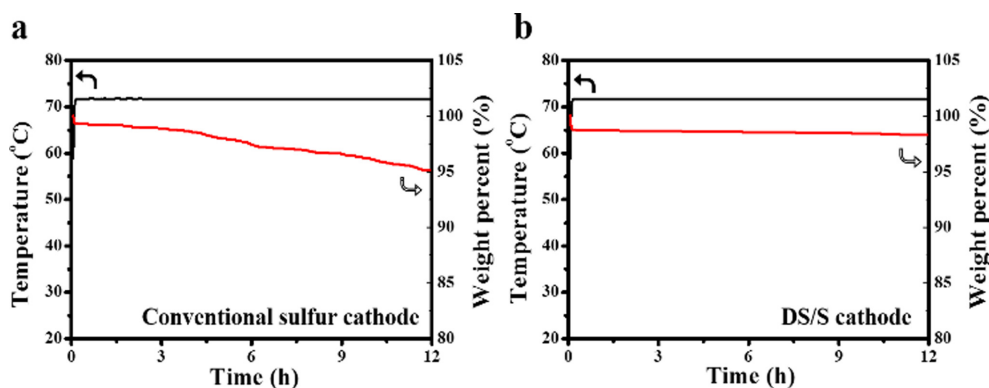 a
80
70
60
50
40
30
20
Temperature (°C)
105
100
95
90
85
80
Weight percent (%)
Conventional sulfur cathode
0 3 6 9 12
Time (h)
b
80
70
60
50
40
30
20
Temperature (°C)
105
100
95
90
85
80
Weight percent (%)
DS/S cathode
0 3 6 9 12
Time (h)